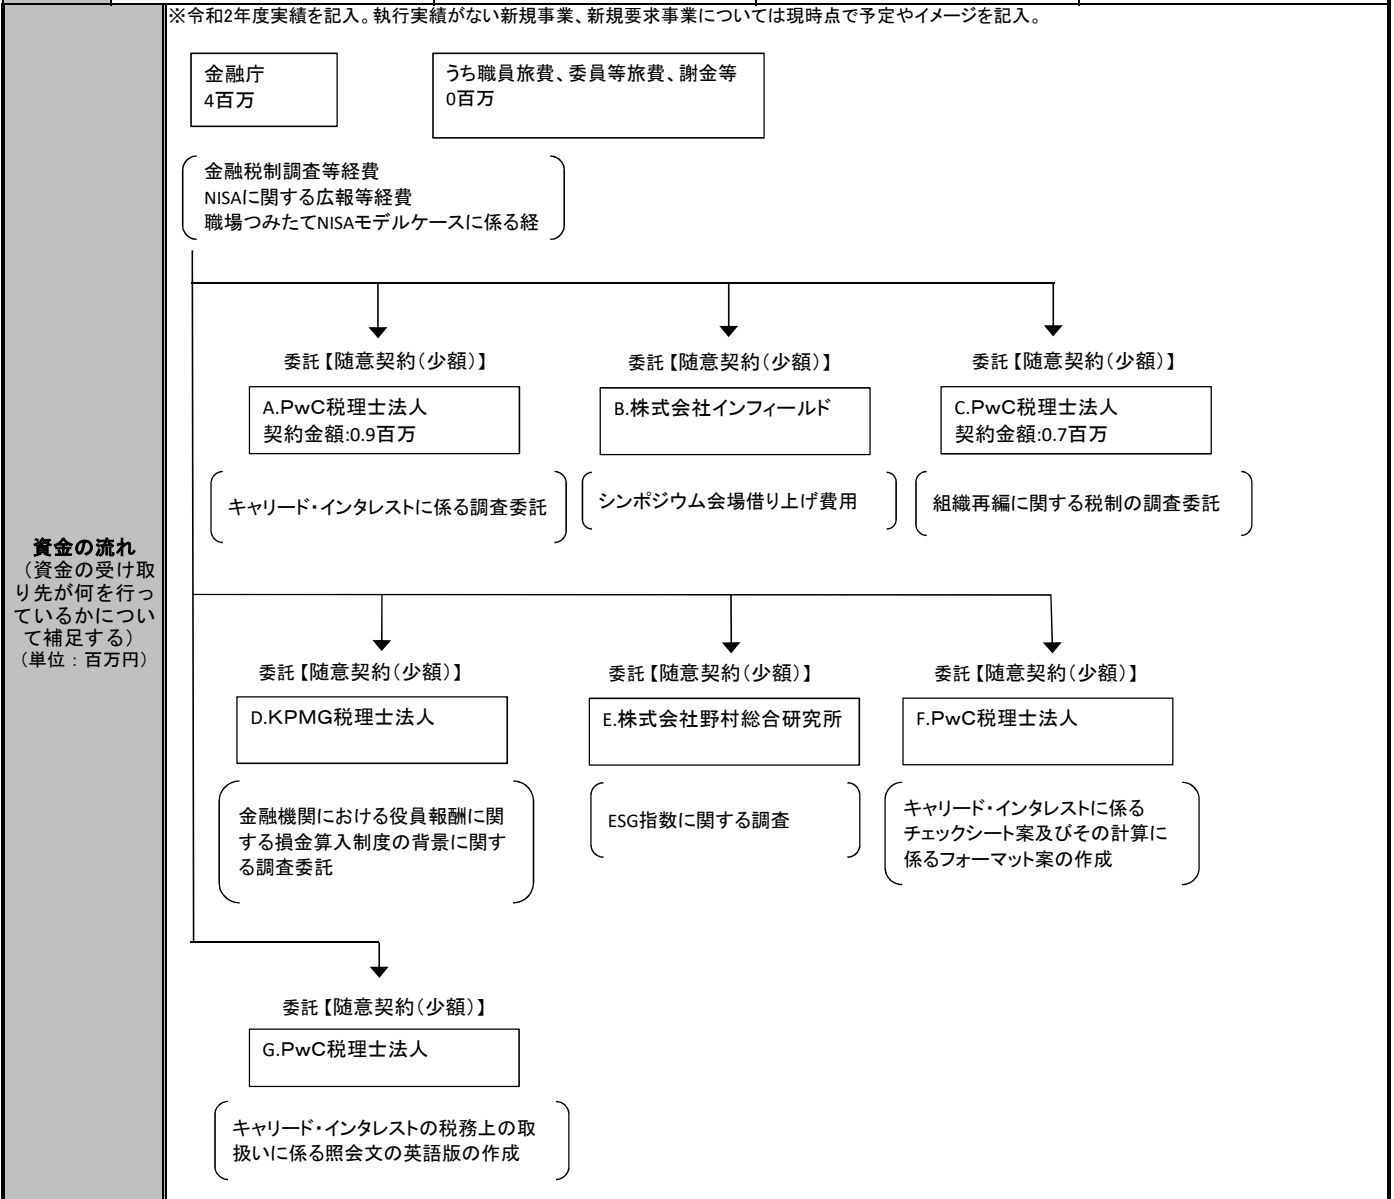 ※令和2年度実績を記入。執行実績がない新規事業、新規要求事業については現時点で予定やイメージを記入。
金融庁
4百万
うち職員旅費、委員等旅費、謝金等
0百万
金融税制調査等経費
NISAに関する広報等経費
職場つみたてNISAモデルケースに係る経
委託【随意契約(少額)】
委託【随意契約(少額)】
委託【随意契約(少額)】
A.PwC税理士法人
契約金額:0.9百万
B.株式会社インフィールド
C.PwC税理士法人
契約金額:0.7百万
キャリード・インタレストに係る調査委託
シンポジウム会場借り上げ費用
組織再編に関する税制の調査委託
資金の流れ
(資金の受け取
り先が何を行っ
ているかについ
て補足する)
(単位:百万円)
委託【随意契約(少額)】
委託【随意契約(少額)】
委託【随意契約(少額)】
D.KPMG税理士法人
E.株式会社野村総合研究所
F.PwC税理士法人
金融機関における役員報酬に関
する損金算入制度の背景に関す
る調査委託
ESG指数に関する調査
キャリード・インタレストに係る
チェックシート案及びその計算に
係るフォーマット案の作成
委託【随意契約(少額)】
G.PwC税理士法人
キャリード・インタレストの税務上の取
扱いに係る照会文の英語版の作成